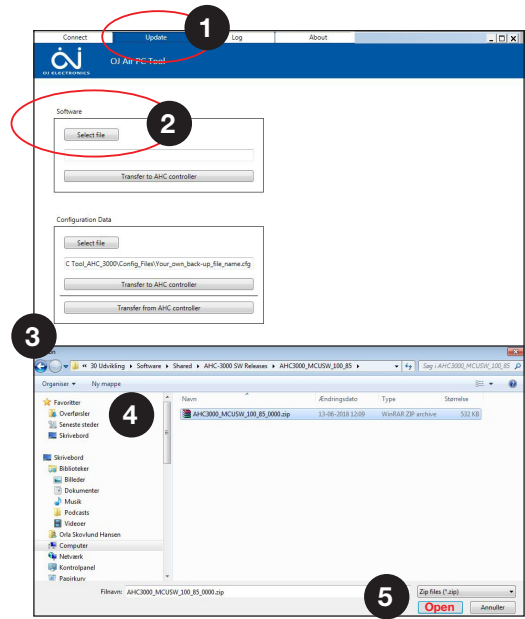 1
Connect Update Log About
OJ
OJ ELECTRONICS
OJ Air PC Tool
Software
2
Select file
Transfer to AHC controller
Configuration Data
Select file
C Tool_AHC_3000\Config_Files\Your_own_back-up_file_name.cfg
Transfer to AHC controller
Transfer from AHC controller
3
« 30 Udvikling ▸ Software ▸ Shared ▸ AHC-3000 SW Releases ▸ AHC3000_MCUSW_100_85 ▸ Søg i AHC3000_MCUSW_100_85
Organiser Ny mappe
Navn Ændringsdato Type Størrelse
4
Favoritter
Overførsler
Seneste steder
Skrivebord
AHC3000_MCUSW_100_85_0000.zip 13-06-2018 12:09 WinRAR ZIP archive 532 KB
Skrivebord
Biblioteker
Billeder
Dokumenter
Musik
Podcasts
Videoer
Orla Skovlund Hansen
Computer
Netværk
Kontrolpanel
Papirkurv
5
Filnavn: AHC3000_MCUSW_100_85_0000.zip Zip files (*.zip)
Open Annuller